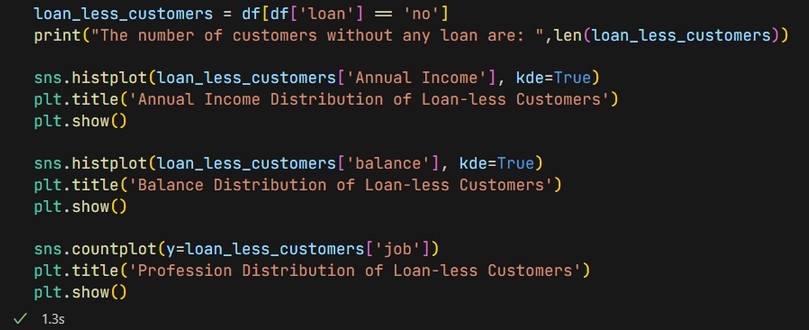 loan_less_customers = df[df['loan'] == 'no']
print("The number of customers without any loan are: ",len(loan_less_customers))
sns.histplot(loan_less_customers['Annual Income'], kde=True)
plt.title('Annual Income Distribution of Loan-less Customers')
plt.show()
sns.histplot(loan_less_customers['balance'], kde=True)
plt.title('Balance Distribution of Loan-less Customers')
plt.show()
sns.countplot(y=loan_less_customers['job'])
plt.title('Profession Distribution of Loan-less Customers')
plt.show()
✓ 1.3s